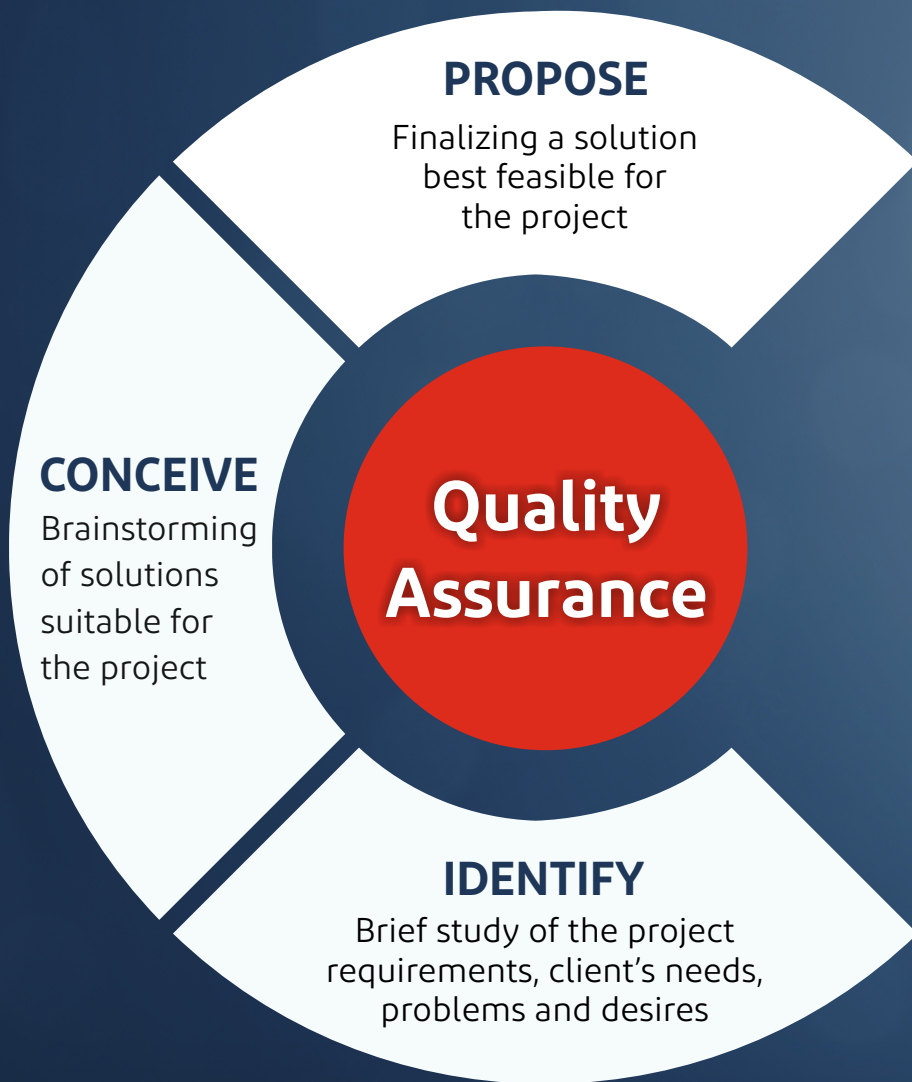 PROPOSE
Finalizing a solution
best feasible for
the project
CONCEIVE
Brainstorming
of solutions
suitable for
the project
Quality
Assurance
IDENTIFY
Brief study of the project
requirements, client’s needs,
problems and desires